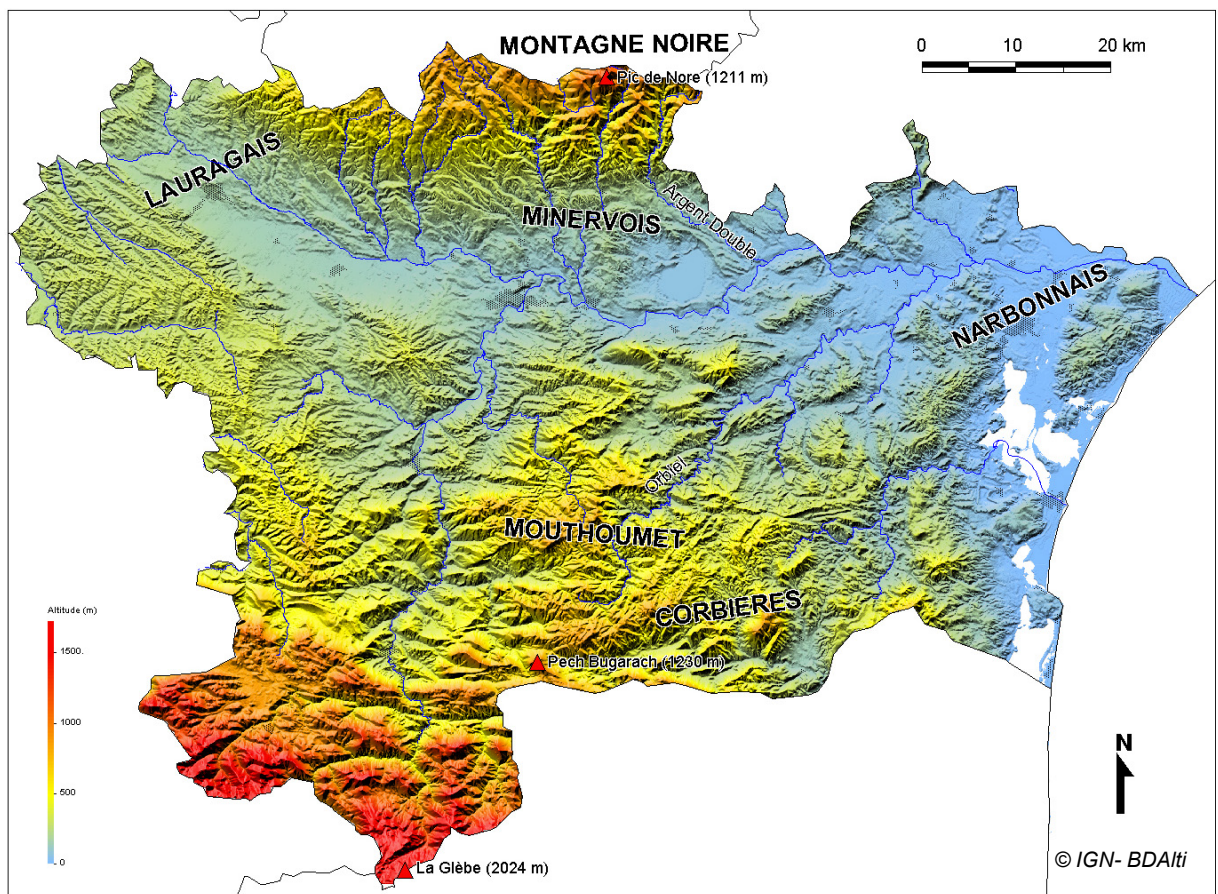 MONTAGNE NOIRE
0 10 20 km
Pic de Nore (1211 m)
LAURAGAIS
Argent Double
MINERVOIS
NARBONNAIS
Orbiel
MOUTHOUMET
CORBIERES
Altitude (m)
1500.
1000
500
0
Pech Bugarach (1230 m)
N
La Glèbe (2024 m)
© IGN- BDAlti